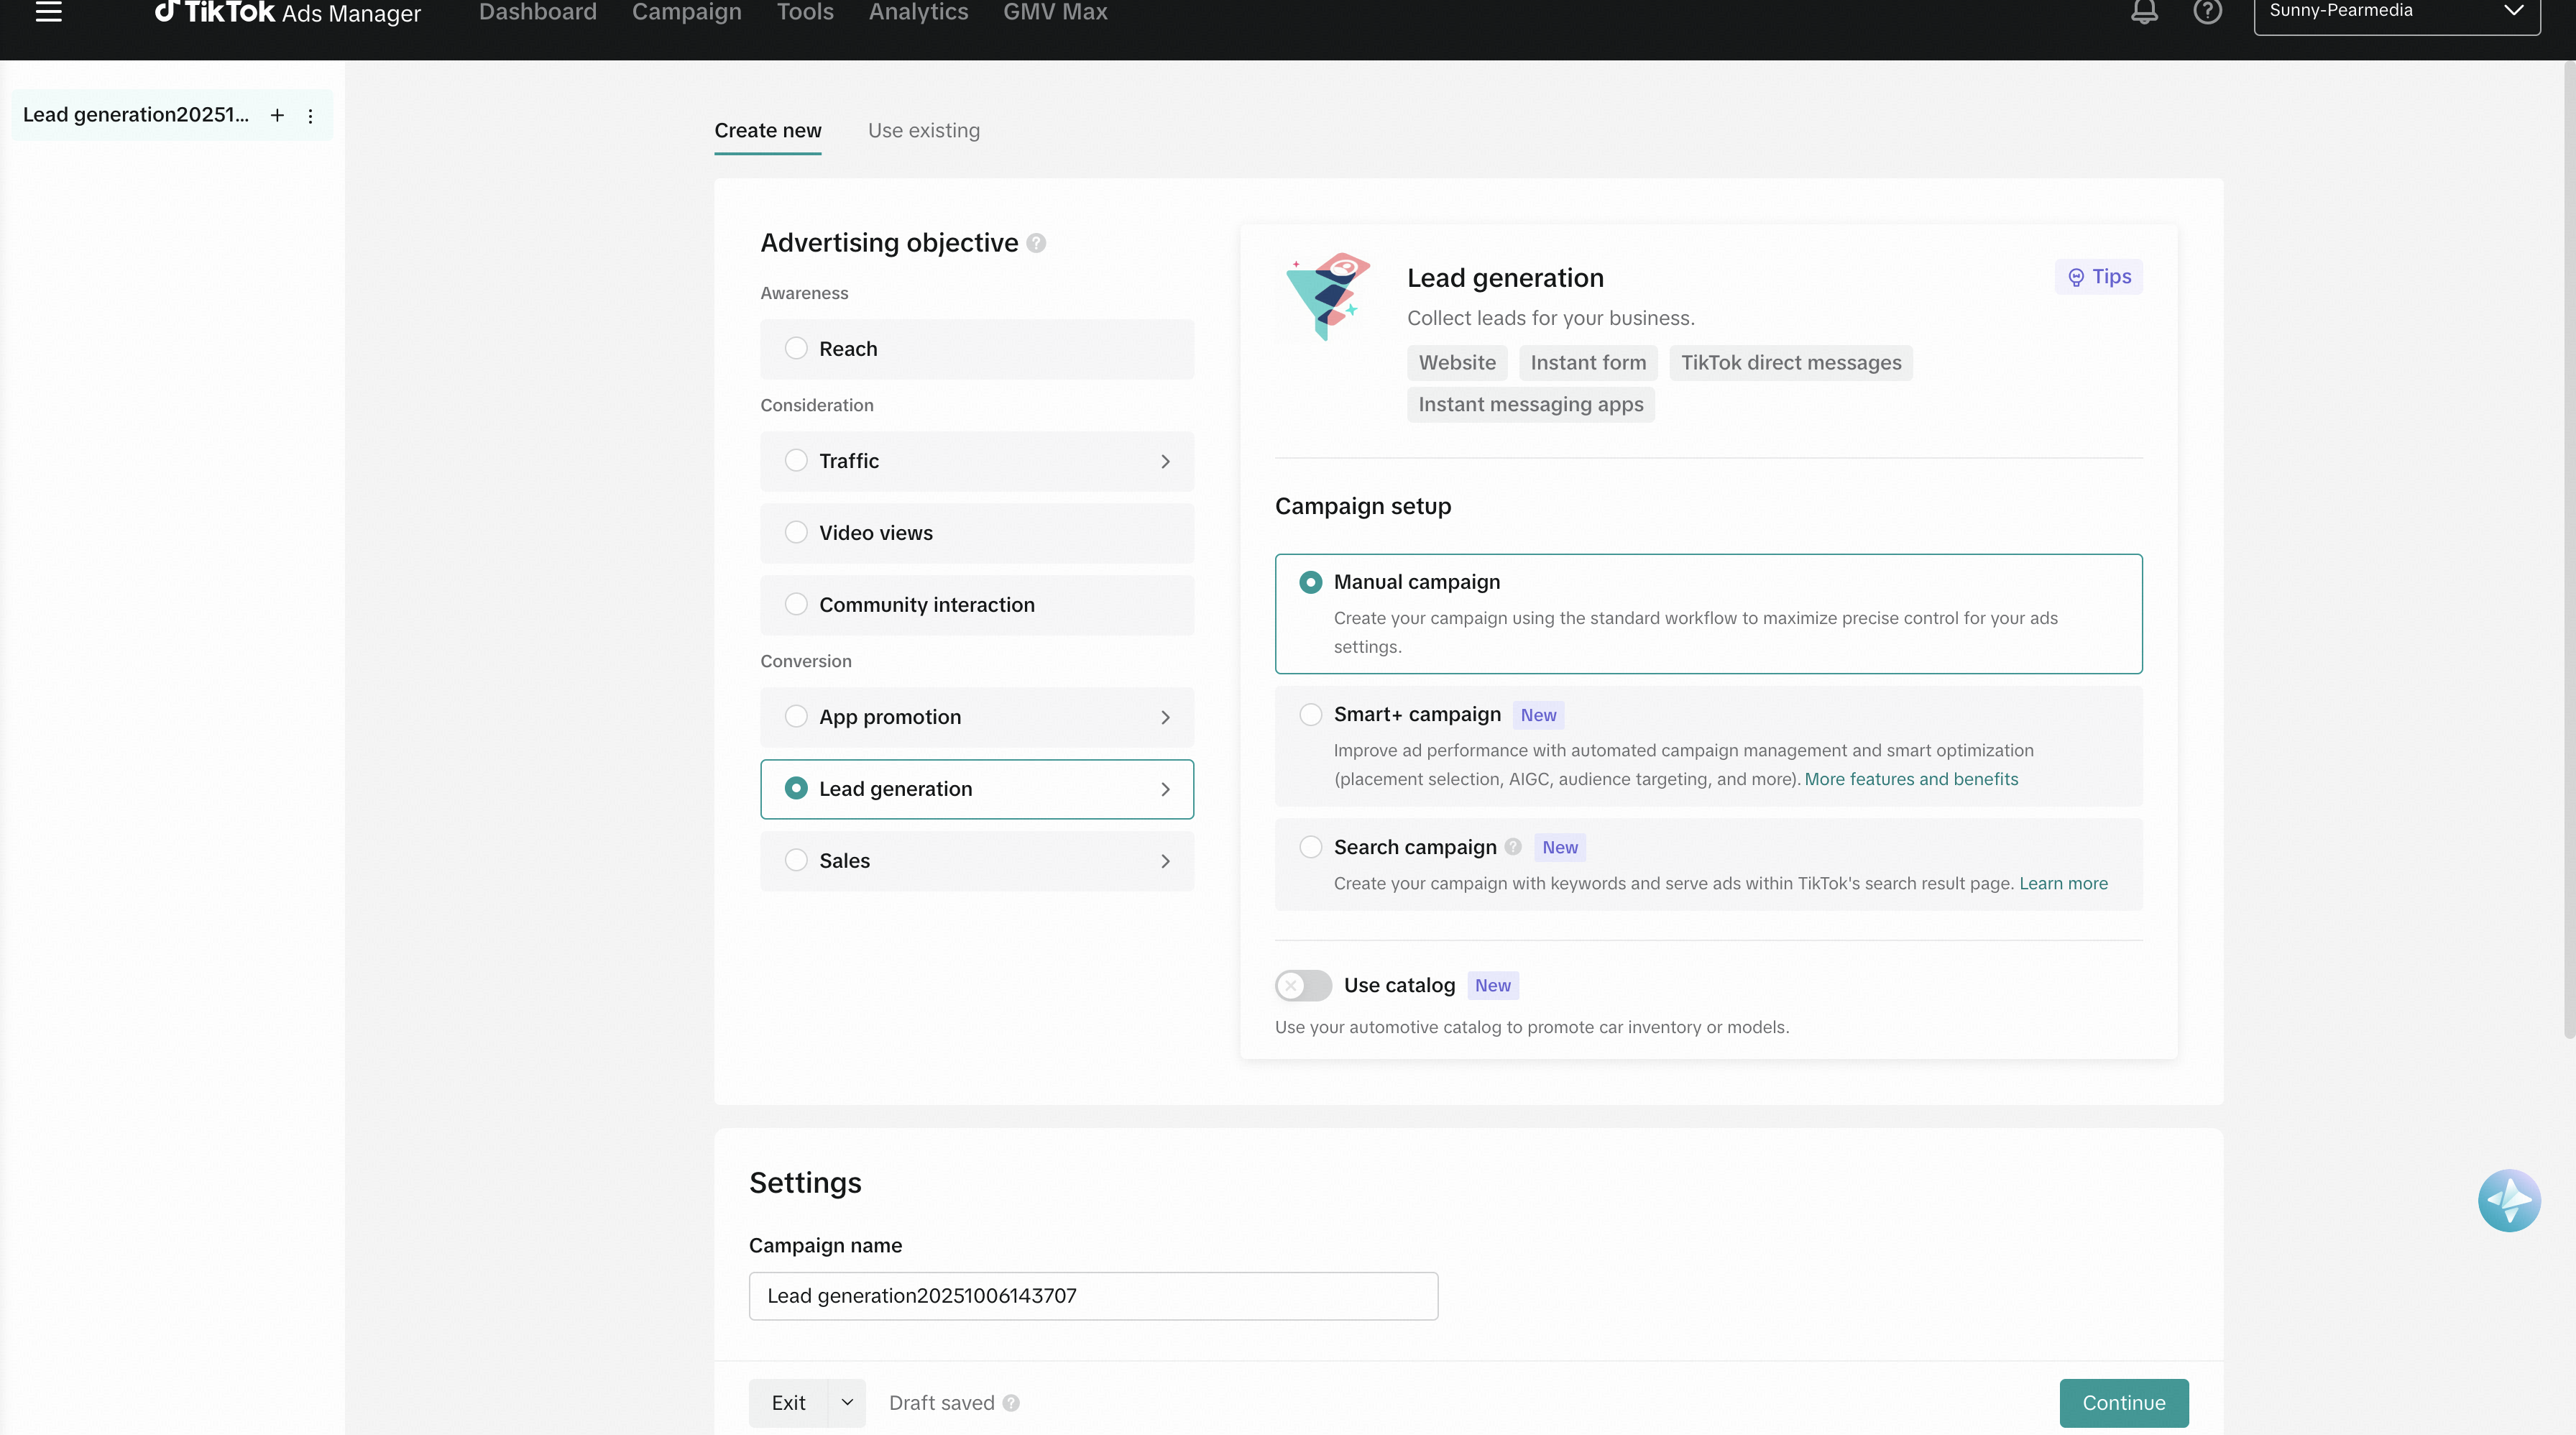 TikTok Ads Manager
Dashboard
Campaign
Tools
Analytics
GMV Max
Sunny-Pearmedia
Lead generation20251...
Create new
Use existing
Advertising objective
Awareness
Reach
Consideration
Traffic
Video views
Community interaction
Conversion
App promotion
Lead generation
Sales
Lead generation
Tips
Collect leads for your business.
Website
Instant form
TikTok direct messages
Instant messaging apps
Campaign setup
Manual campaign
Create your campaign using the standard workflow to maximize precise control for your ads
settings.
Smart+ campaign New
Improve ad performance with automated campaign management and smart optimization
(placement selection, AIGC, audience targeting, and more). More features and benefits
Search campaign New
Create your campaign with keywords and serve ads within TikTok's search result page. Learn more
Use catalog New
Use your automotive catalog to promote car inventory or models.
Settings
Campaign name
Lead generation20251006143707
Exit
Draft saved
Continue